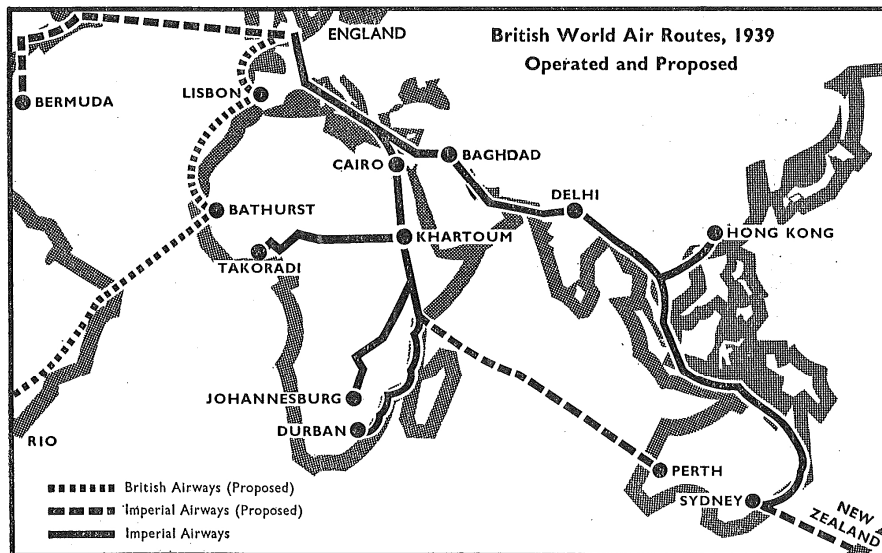 British World Air Routes, 1939
Operated and Proposed
ENGLAND
BERMUDA
LISBON
CAIRO
BAGHDAD
DELHI
BATHURST
KHARTOUM
HONG KONG
TAKORADI
JOHANNESBURG
DURBAN
RIO
PERTH
SYDNEY
NEW
ZEALAND
British Airways (Proposed)
Imperial Airways (Proposed)
Imperial Airways